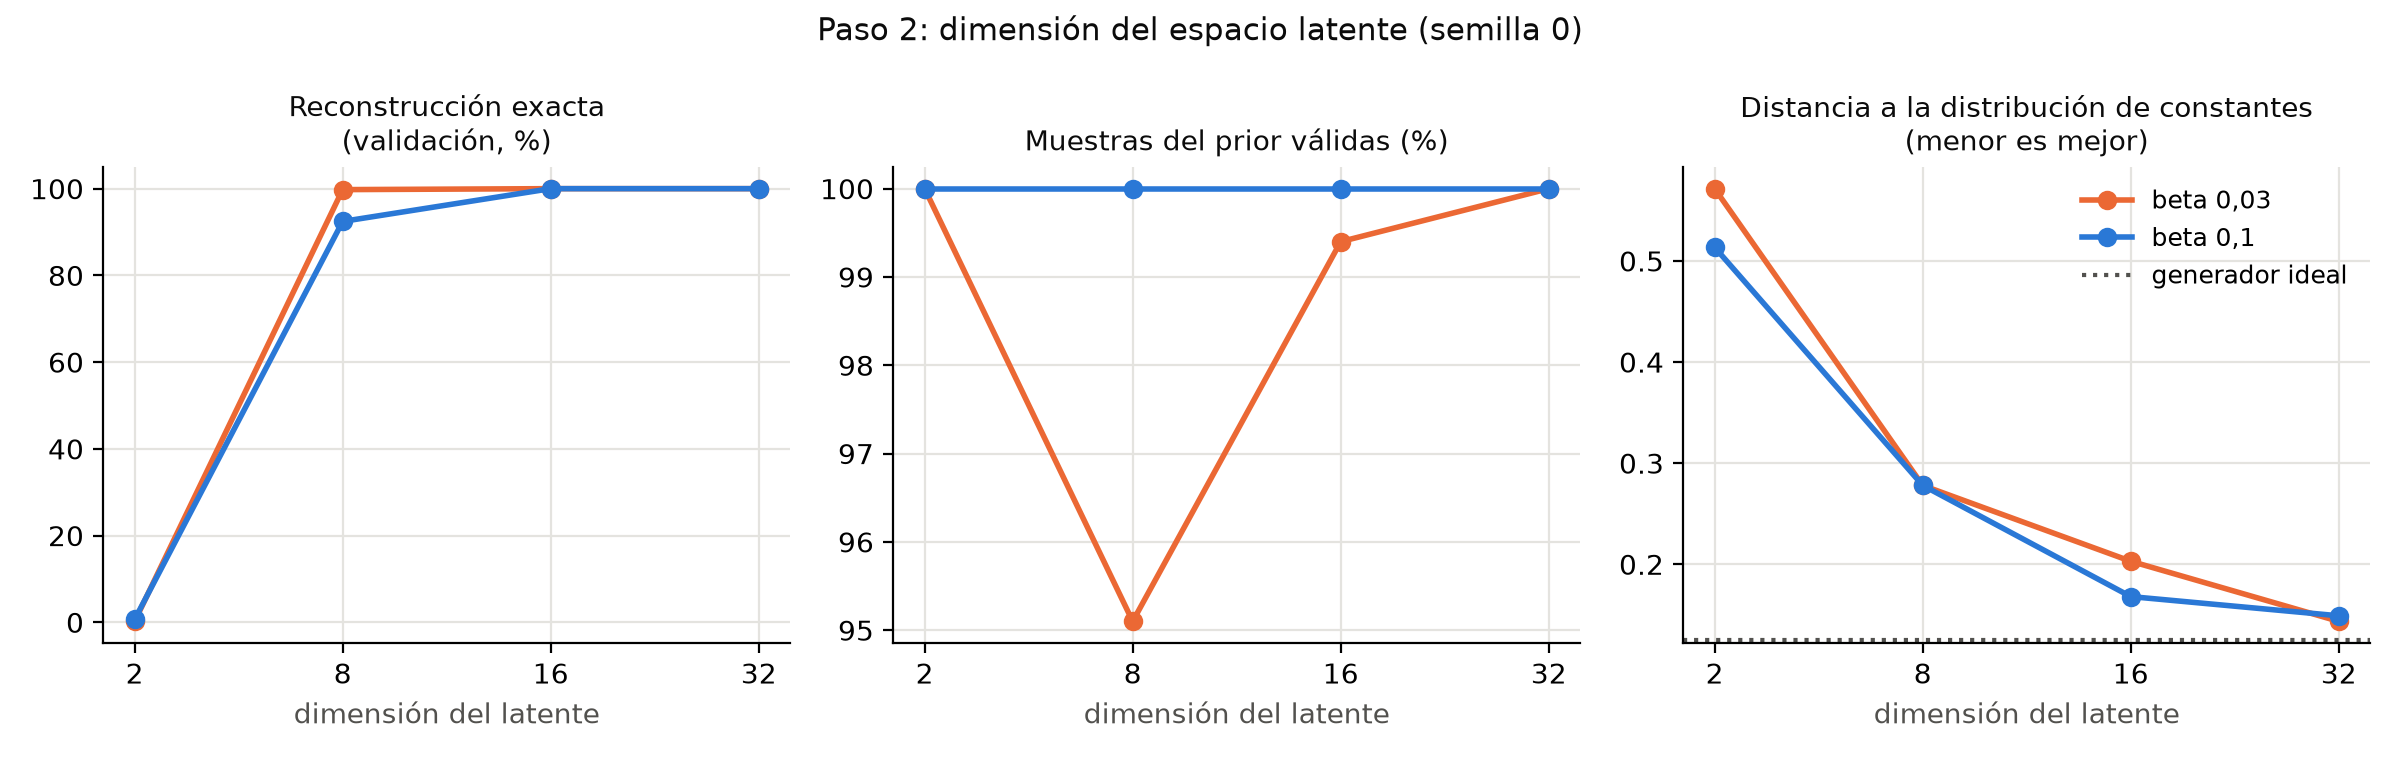 Paso 2: dimensión del espacio latente (semilla 0)
Reconstrucción exacta
(validación, %)
100
80
60
40
20
0
2
8
16
32
dimensión del latente
Muestras del prior válidas (%)
100
99
98
97
96
95
2
8
16
32
dimensión del latente
Distancia a la distribución de constantes
(menor es mejor)
beta 0,03
beta 0,1
generador ideal
0.5
0.4
0.3
0.2
2
8
16
32
dimensión del latente